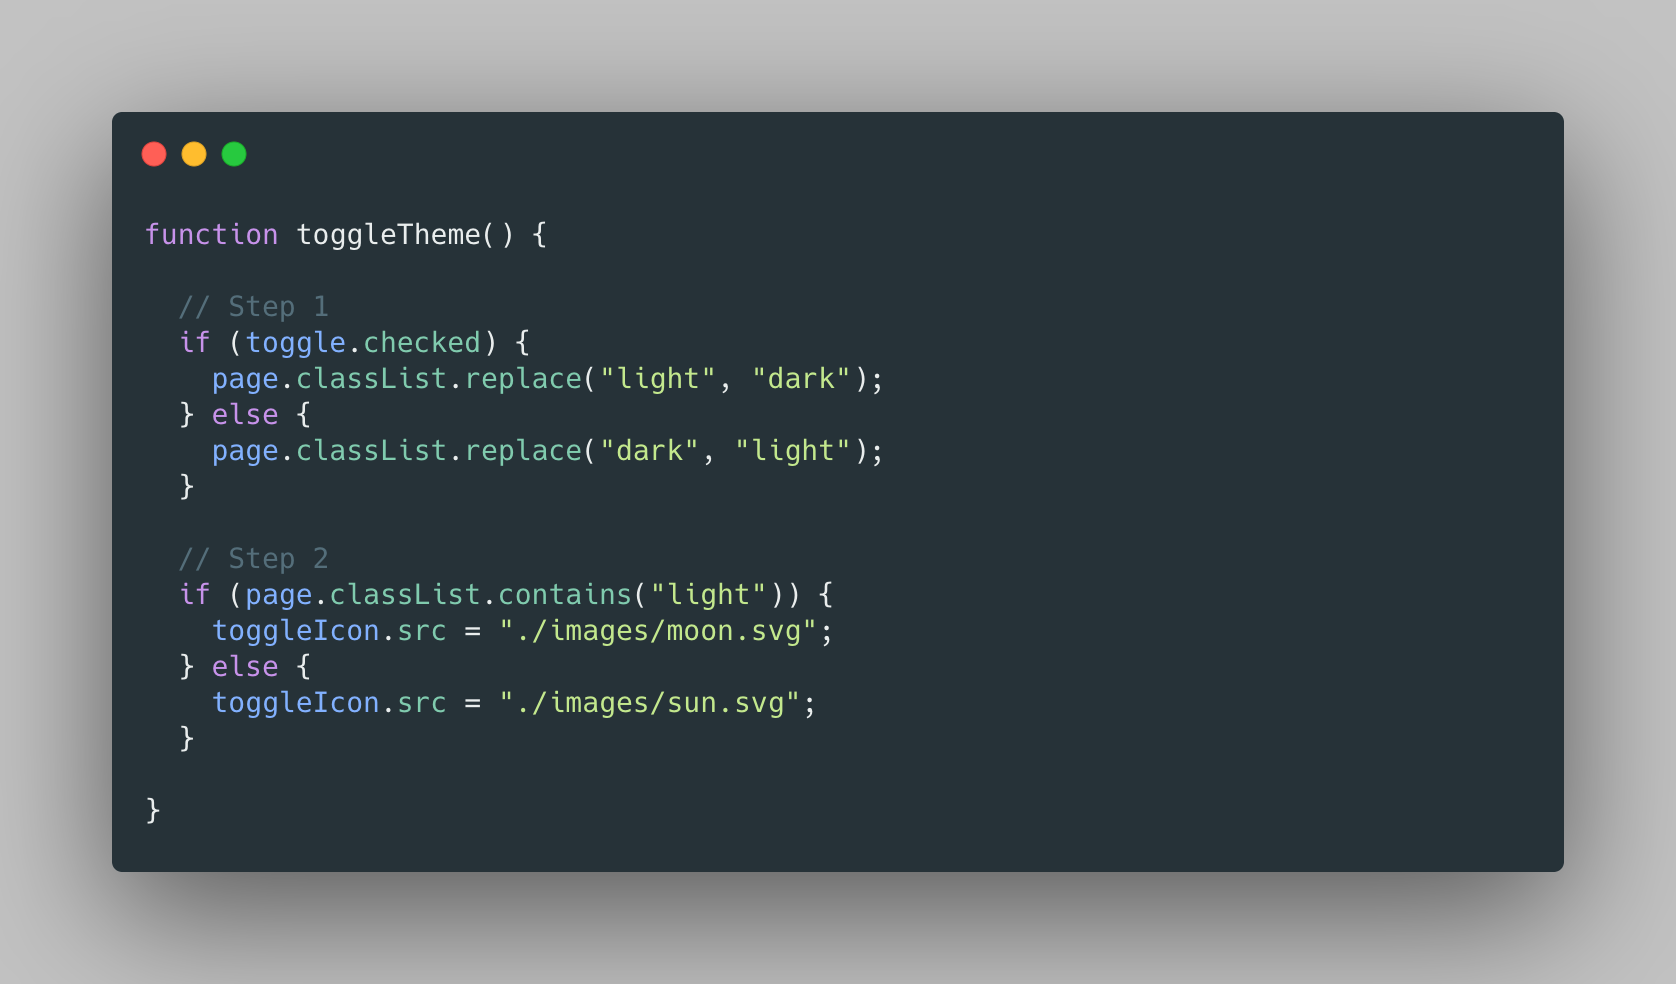 function toggleTheme() {
// Step 1
if (toggle.checked) {
page.classList.replace("light", "dark");
} else {
page.classList.replace("dark", "light");
}
// Step 2
if (page.classList.contains("light")) {
toggleIcon.src = "./images/moon.svg";
} else {
toggleIcon.src = "./images/sun.svg";
}
}